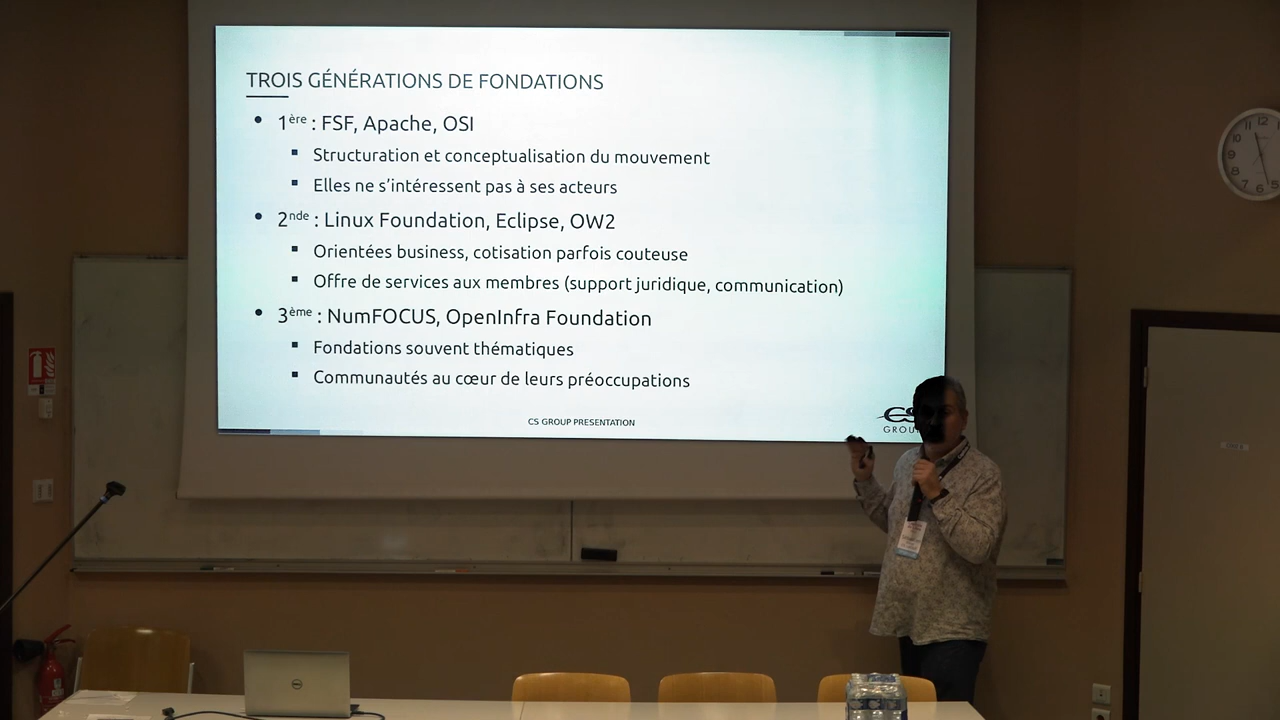 TROIS GÉNÉRATIONS DE FONDATIONS
1ère : FSF, Apache, OSI
Structuration et conceptualisation du mouvement
Elles ne s’intéressent pas à ses acteurs
2nde : Linux Foundation, Eclipse, OW2
Orientées business, cotisation parfois couteuse
Offre de services aux membres (support juridique, communication)
3ème : NumFOCUS, OpenInfra Foundation
Fondations souvent thématiques
Communautés au cœur de leurs préoccupations
CS GROUP PRESENTATION
CS